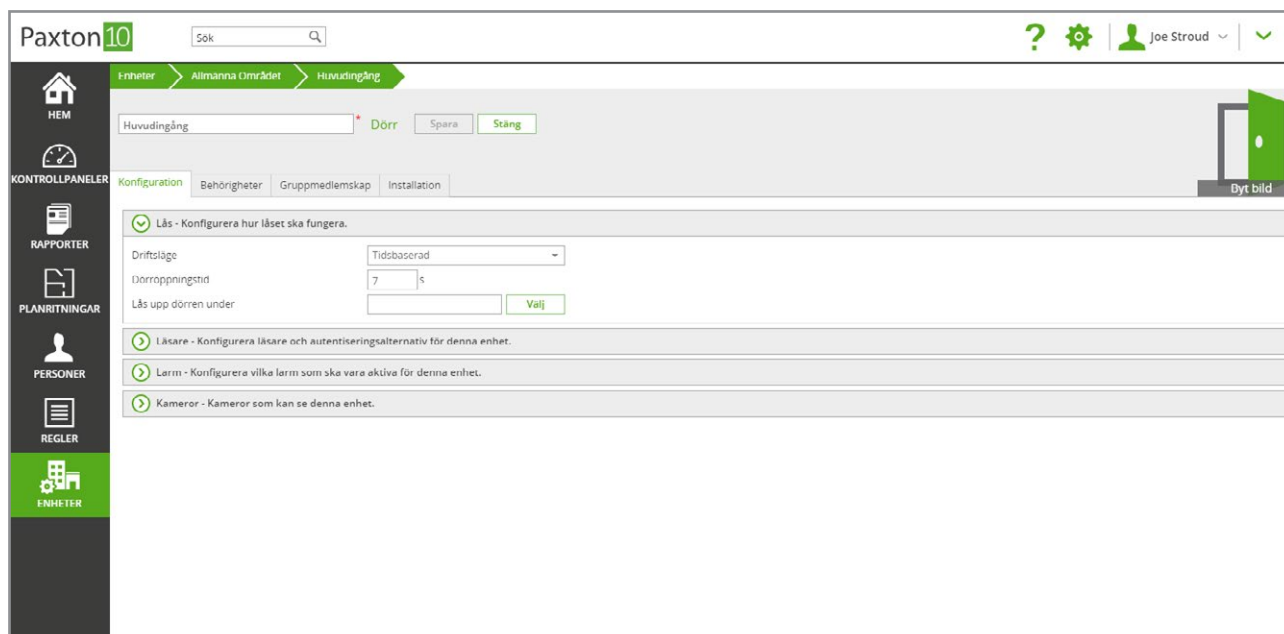 Paxton 10
Sök
? Joe Stroud
Enheter Allmänna Området Huvudingång
HEM
Huvudingång * Dörr Spara Stäng
KONTROLLPANELER
Konfiguration Behörigheter Gruppmedlemskap Installation
Byt bild
Lås - Konfigurera hur låset ska fungera.
RAPPORTER
Driftsläge Tidsbaserad
Dörröppningstid 7 s
Lås upp dörren under Välj
PLANRITNINGAR
Läsare - Konfigurera läsare och autentiseringsalternativ för denna enhet.
Larm - Konfigurera vilka larm som ska vara aktiva för denna enhet.
PERSONER
Kameror - Kameror som kan se denna enhet.
REGLER
ENHETER